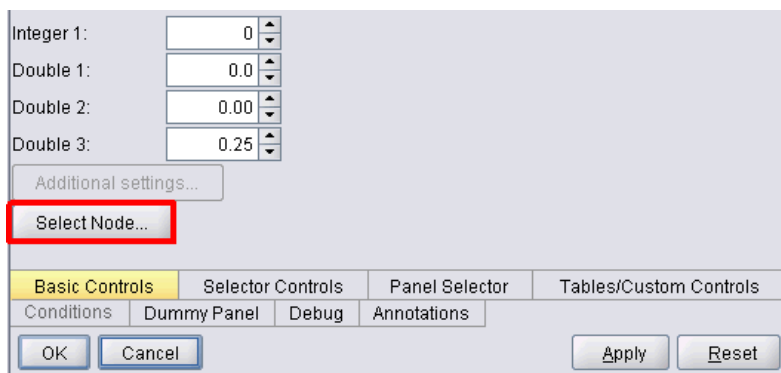 Integer 1: 0
Double 1: 0.0
Double 2: 0.00
Double 3: 0.25
Additional settings...
Select Node...
Basic Controls Selector Controls Panel Selector Tables/Custom Controls
Conditions Dummy Panel Debug Annotations
OK Cancel Apply Reset